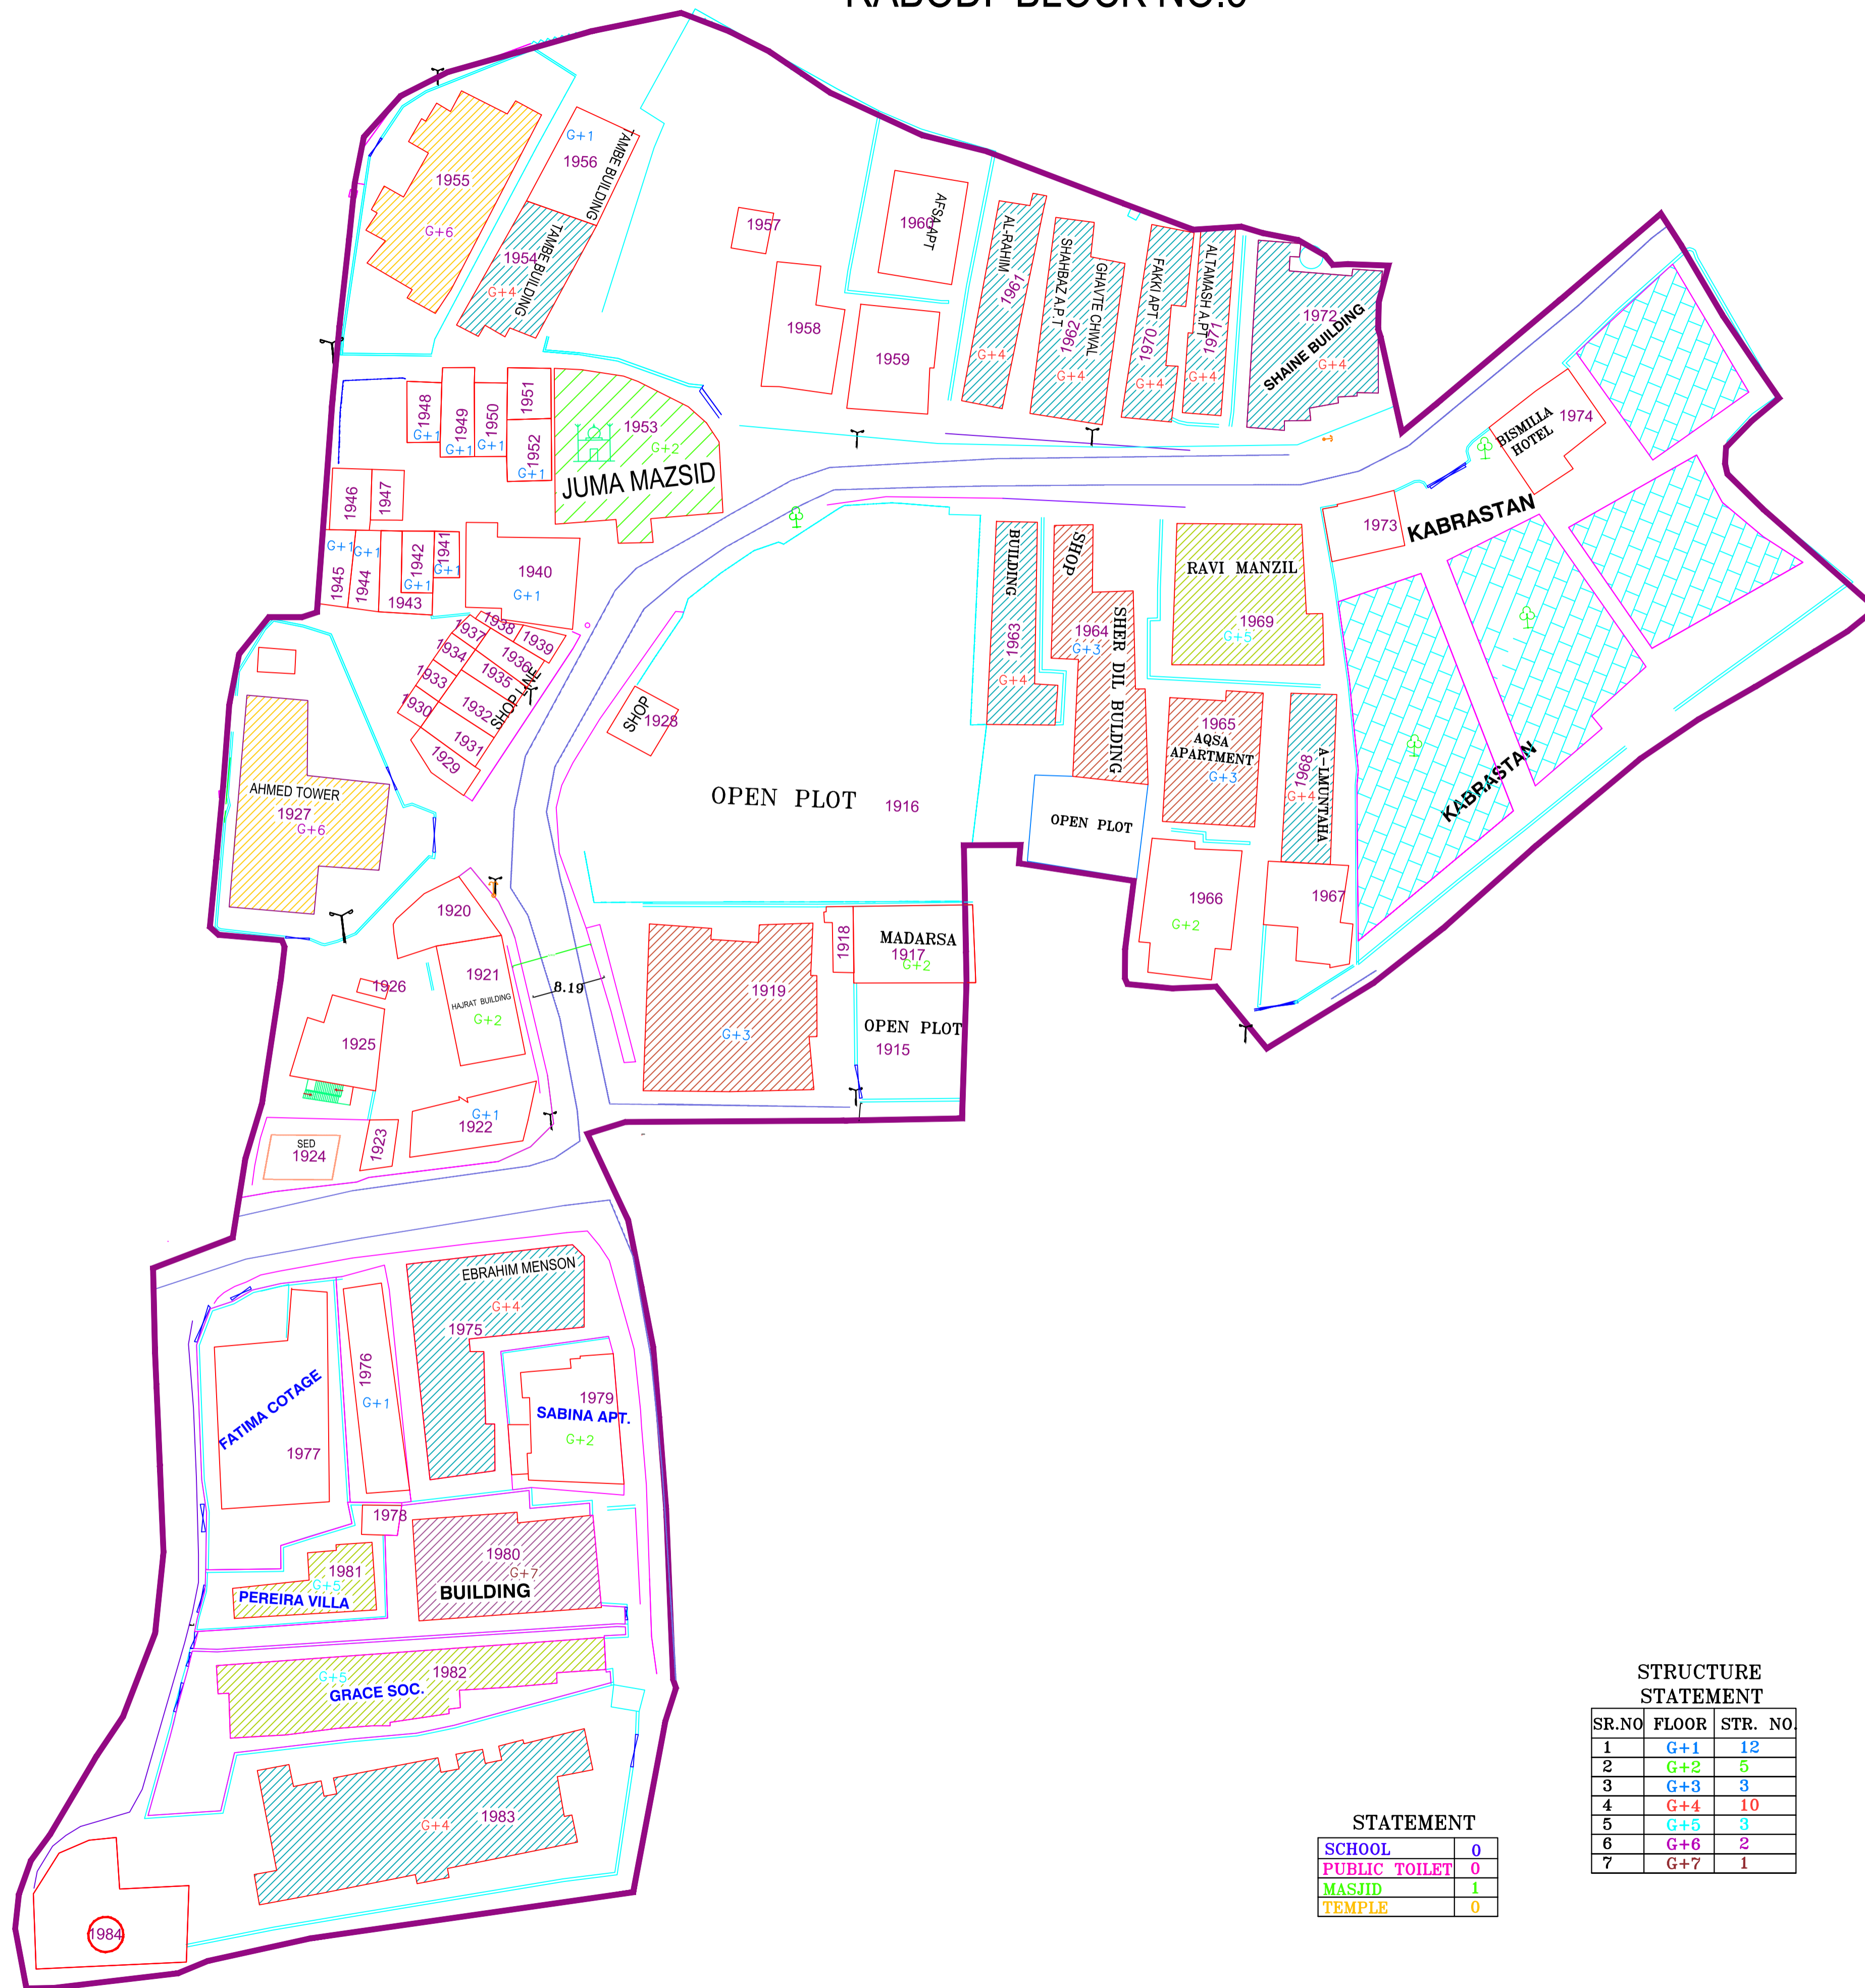 G+1
1956
TAMBE BUILDING
1955
G+6
1954
TAMBE BUILDING
G+4
1957
1960
AFSA APT
1958
1959
AL-RAHIM
1961
G+4
SHAHBAZ A.P.T
1962
GHAVTE CHWAL
G+4
FAKKI APT
1970
G+4
ALTAMASH A.PT
1971
G+4
1972
SHAINE BUILDING
G+4
1948
G+1
1949
G+1
1950
G+1
1951
1952
G+1
1953
G+2
JUMA MAZSID
BISMILLA
HOTEL
1974
1973
KABRASTAN
1946
1947
G+1
1945
G+1
1944
1943
1942
G+1
1941
G+1
1940
G+1
1938
1937
1939
1936
1934
1935
1933
1932
1930
1931
1929
SHOP LINE
SHOP
1928
BUILDING
1963
G+4
SHOP
1964
G+3
SHER DIL BUILDING
RAVI MANZIL
1969
G+5
1965
AQSA
APARTMENT
G+3
1968
G+4
A-LMUNTAHA
KABRASTAN
OPEN PLOT
1916
OPEN PLOT
AHMED TOWER
1927
G+6
1966
G+2
1967
1920
1921
HAJRAT BUILDING
G+2
8.19
1918
MADARSA
1917
G+2
1919
G+3
OPEN PLOT
1915
1926
1925
G+1
1922
1923
SED
1924
EBRAHIM MENSON
G+4
1975
1976
G+1
FATIMA COTAGE
1977
1979
SABINA APT.
G+2
1978
1980
G+7
BUILDING
1981
G+5
PEREIRA VILLA
1982
G+5
GRACE SOC.
1983
G+4
1984
STRUCTURE
STATEMENT
SR.NO FLOOR STR. NO.
1 G+1 12
2 G+2 5
3 G+3 3
4 G+4 10
5 G+5 3
6 G+6 2
7 G+7 1
STATEMENT
SCHOOL 0
PUBLIC TOILET 0
MASJID 1
TEMPLE 0